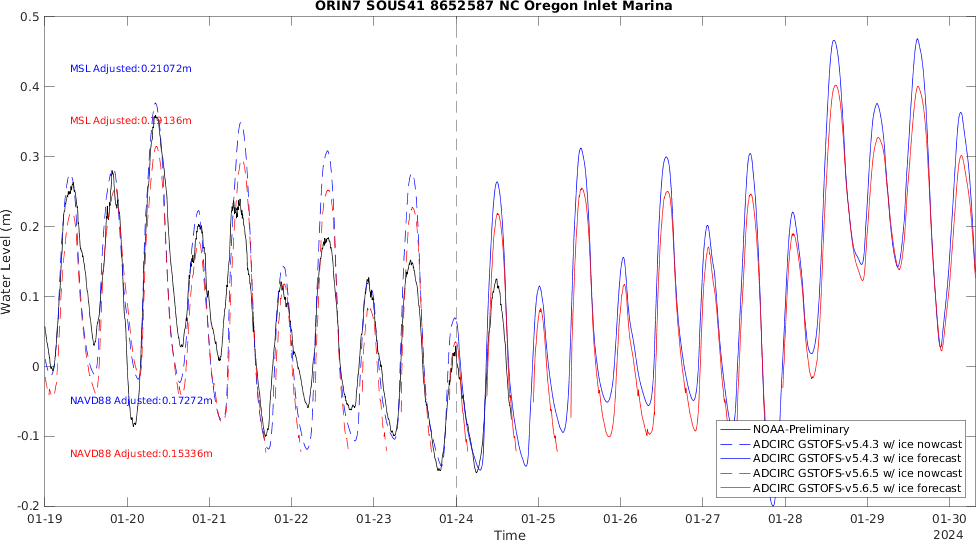 ORIN7 SOUS41 8652587 NC Oregon Inlet Marina
0.5
MSL Adjusted:0.21072m
0.4
MSL Adjusted:0.19136m
0.3
0.2
Water Level (m)
0.1
0
NAVD88 Adjusted:0.17272m
-0.1
NAVD88 Adjusted:0.15336m
-0.2
NOAA-Preliminary
ADCIRC GSTOFS-v5.4.3 w/ ice nowcast
ADCIRC GSTOFS-v5.4.3 w/ ice forecast
ADCIRC GSTOFS-v5.6.5 w/ ice nowcast
ADCIRC GSTOFS-v5.6.5 w/ ice forecast
01-19 01-20 01-21 01-22 01-23 01-24 01-25 01-26 01-27 01-28 01-29 01-30
Time 2024